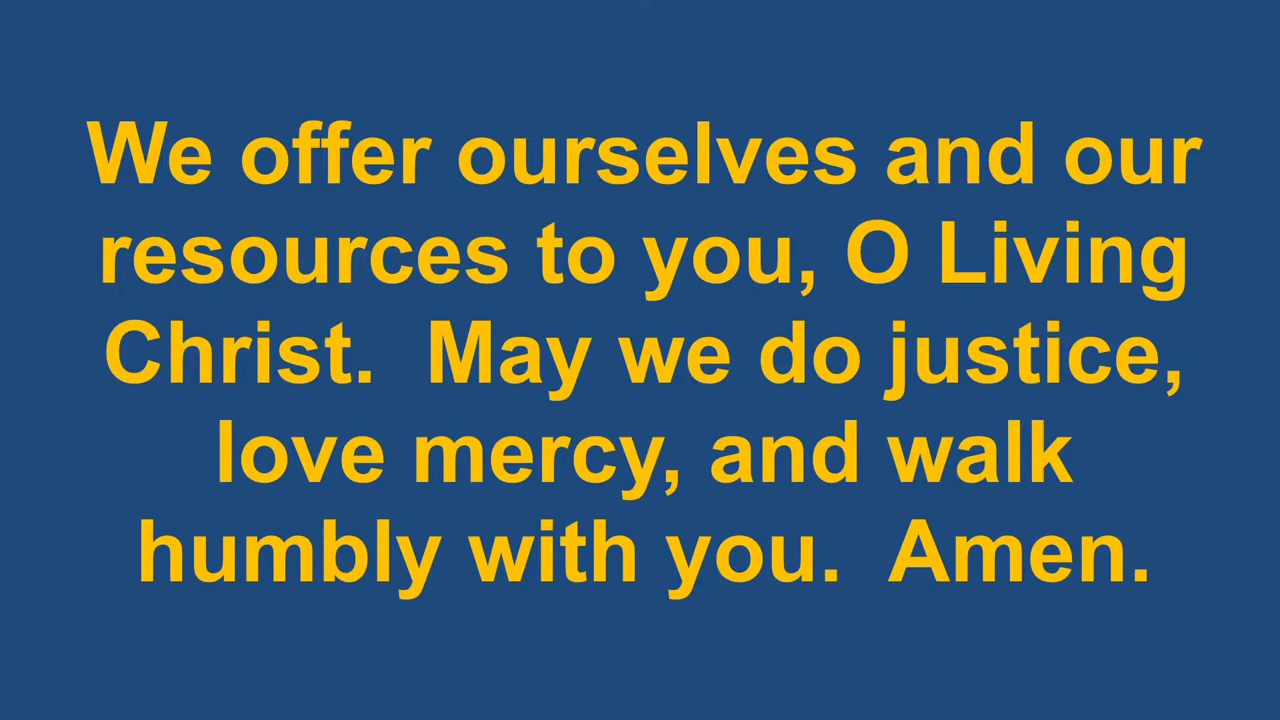 We offer ourselves and our
resources to you, O Living
Christ.  May we do justice,
love mercy, and walk
humbly with you.  Amen.